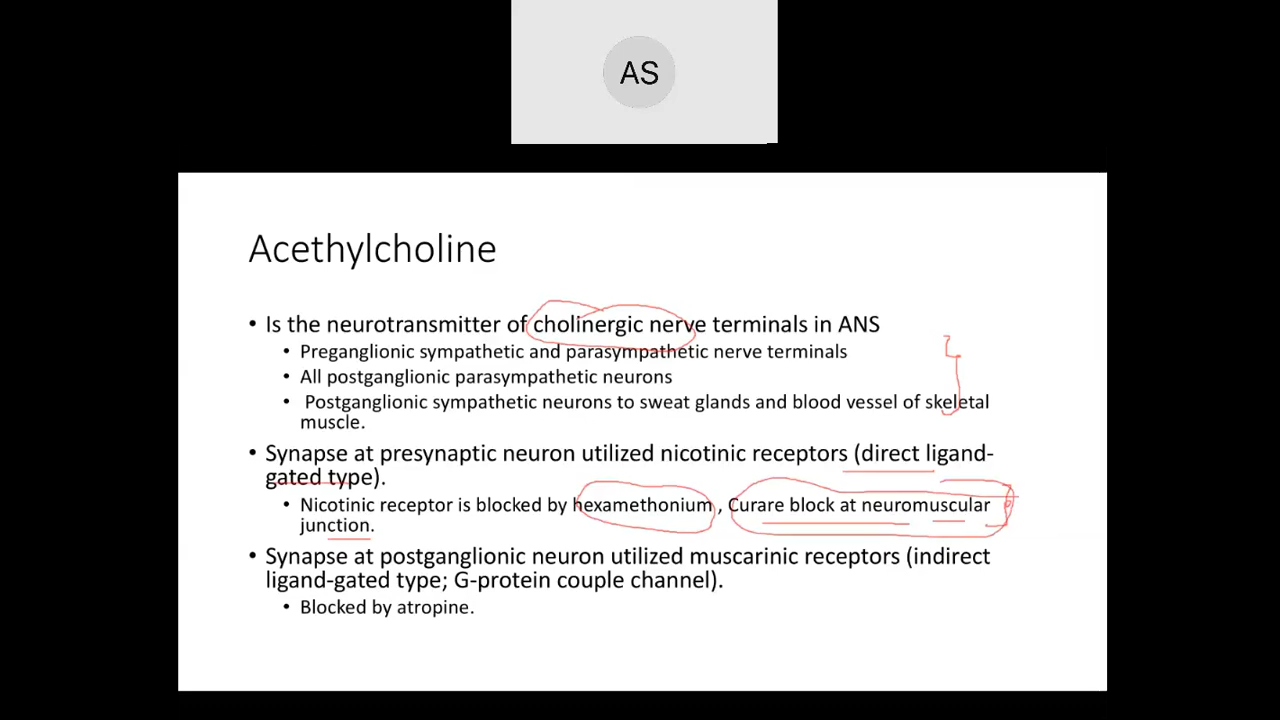 AS
Acethylcholine
• Is the neurotransmitter of cholinergic nerve terminals in ANS
• Preganglionic sympathetic and parasympathetic nerve terminals
• All postganglionic parasympathetic neurons
• Postganglionic sympathetic neurons to sweat glands and blood vessel of skeletal
muscle.
• Synapse at presynaptic neuron utilized nicotinic receptors (direct ligand-
gated type).
• Nicotinic receptor is blocked by hexamethonium , Curare block at neuromuscular
junction.
• Synapse at postganglionic neuron utilized muscarinic receptors (indirect
ligand-gated type; G-protein couple channel).
• Blocked by atropine.